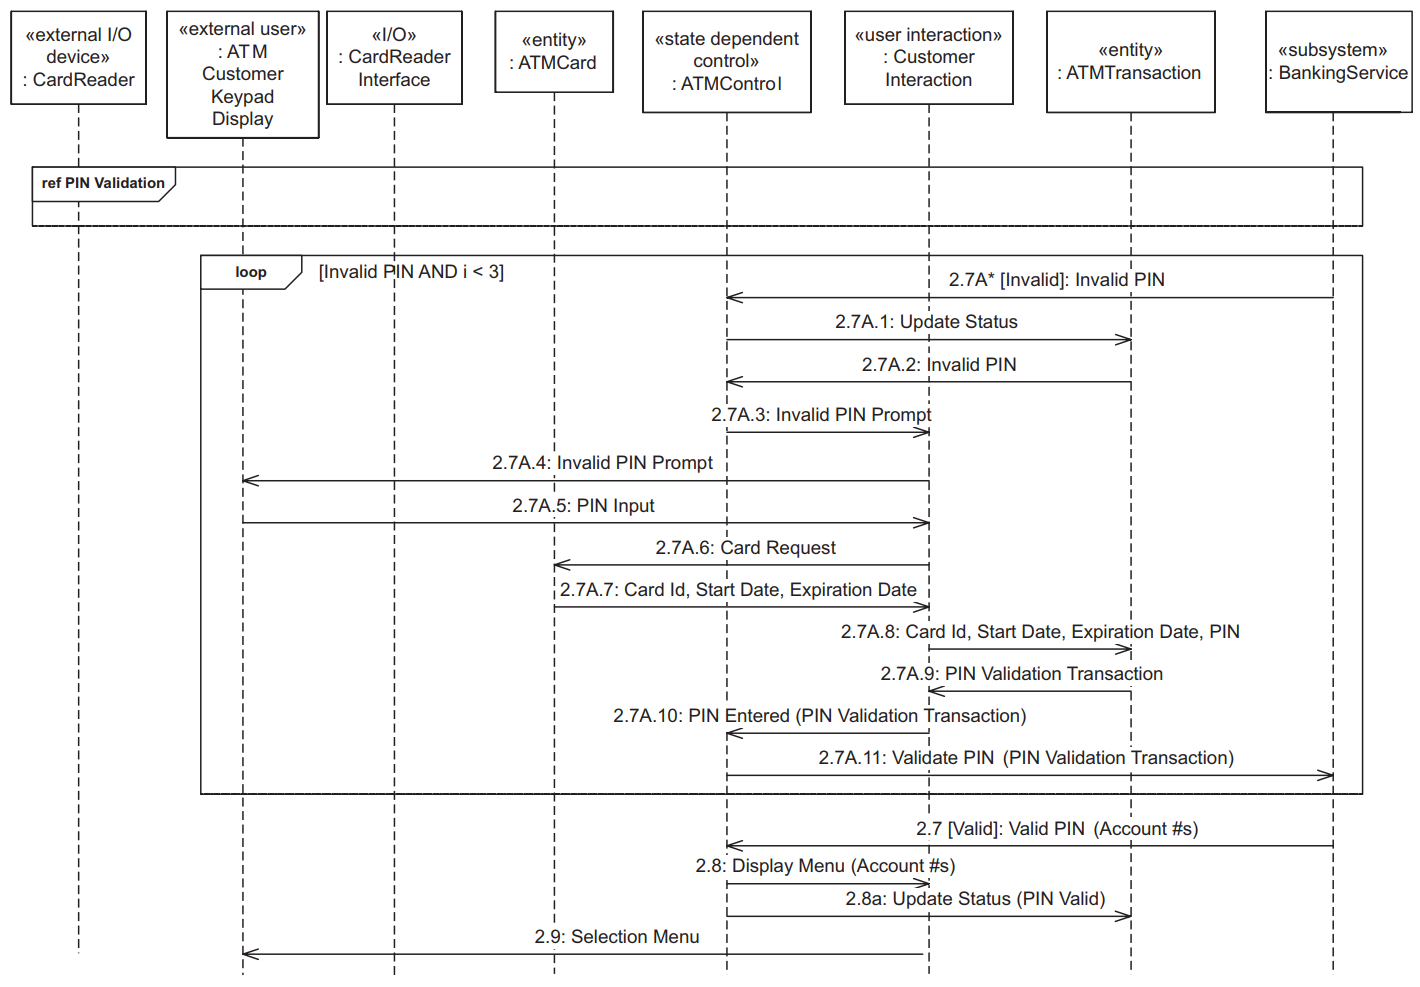 «external I/O
device»
: CardReader
«external user»
: ATM
Customer
Keypad
Display
«I/O»
: CardReader
Interface
«entity»
: ATMCard
«state dependent
control»
: ATMControl
«user interaction»
: Customer
Interaction
«entity»
: ATMTransaction
«subsystem»
: BankingService
ref PIN Validation
loop
[Invalid PIN AND i < 3]
2.7A* [Invalid]: Invalid PIN
2.7A.1: Update Status
2.7A.2: Invalid PIN
2.7A.3: Invalid PIN Prompt
2.7A.4: Invalid PIN Prompt
2.7A.5: PIN Input
2.7A.6: Card Request
2.7A.7: Card Id, Start Date, Expiration Date
2.7A.8: Card Id, Start Date, Expiration Date, PIN
2.7A.9: PIN Validation Transaction
2.7A.10: PIN Entered (PIN Validation Transaction)
2.7A.11: Validate PIN (PIN Validation Transaction)
2.7 [Valid]: Valid PIN (Account #s)
2.8: Display Menu (Account #s)
2.8a: Update Status (PIN Valid)
2.9: Selection Menu